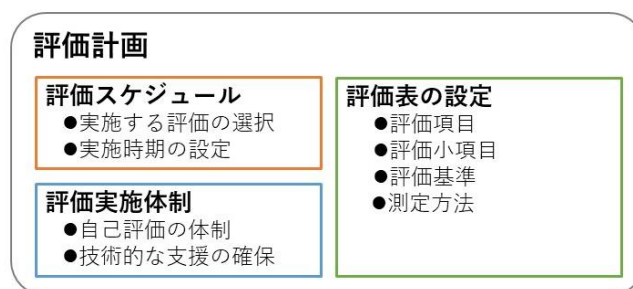 評価計画
評価スケジュール
●実施する評価の選択
●実施時期の設定
評価実施体制
●自己評価の体制
●技術的な支援の確保
評価表の設定
●評価項目
●評価小項目
●評価基準
●測定方法